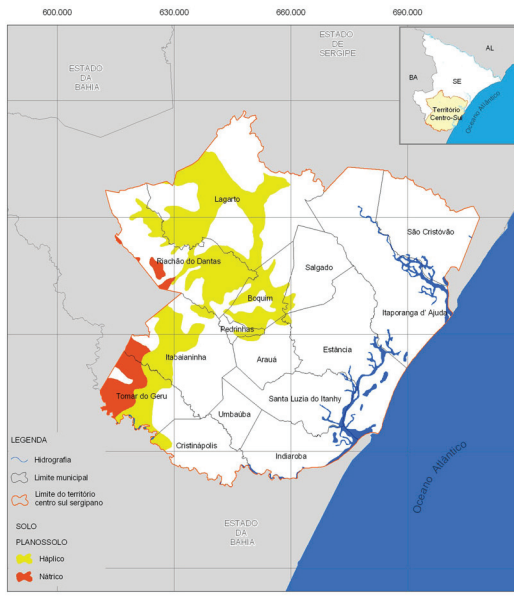 600.000
630.000
660.000
690.000
ESTADO
DE
SERGIPE
ESTADO
DA
BAHIA
AL
BA
SE
Território
Centro-Sul
Oceano Atlântico
Lagarto
São Cristóvão
Riachão do Dantas
Salgado
Boquim
Itaporanga d' Ajuda
Pedrinhas
Itabaianinha
Arauá
Estância
Tomar do Geru
Santa Luzia do Itanhy
Umbaúba
Cristinápolis
Indiaroba
Oceano Atlântico
ESTADO
DA
BAHIA
LEGENDA
Hidrografia
Limite municipal
Limite do território
centro sul sergipano
SOLO
PLANOSSOLO
Háplico
Nátrico